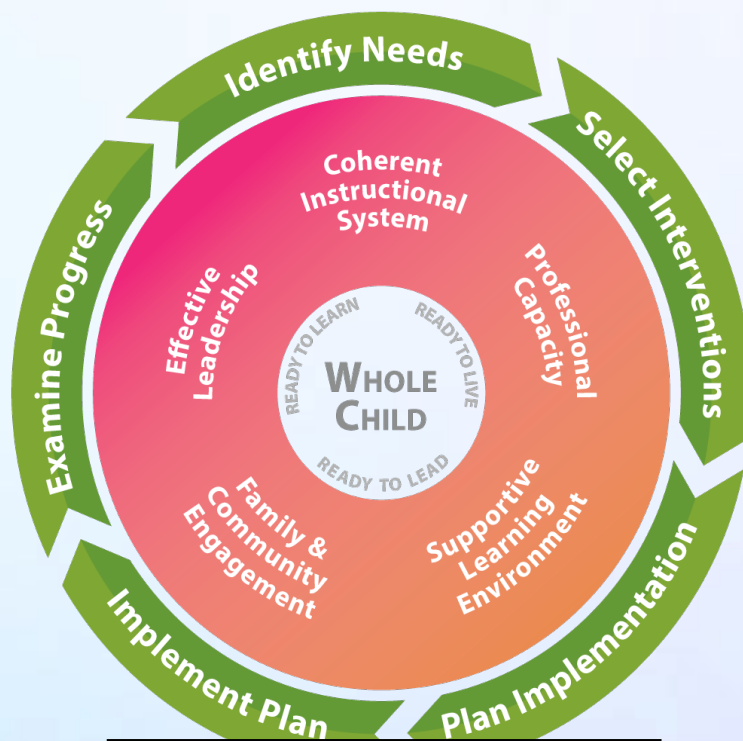 Identify Needs
Select Interventions
Plan Implementation
Implement Plan
Examine Progress
Coherent
Instructional
System
Professional
Capacity
Supportive
Learning
Environment
Family &
Community
Engagement
Effective
Leadership
READY TO LEARN
READY TO LIVE
WHOLE
CHILD
READY TO LEAD